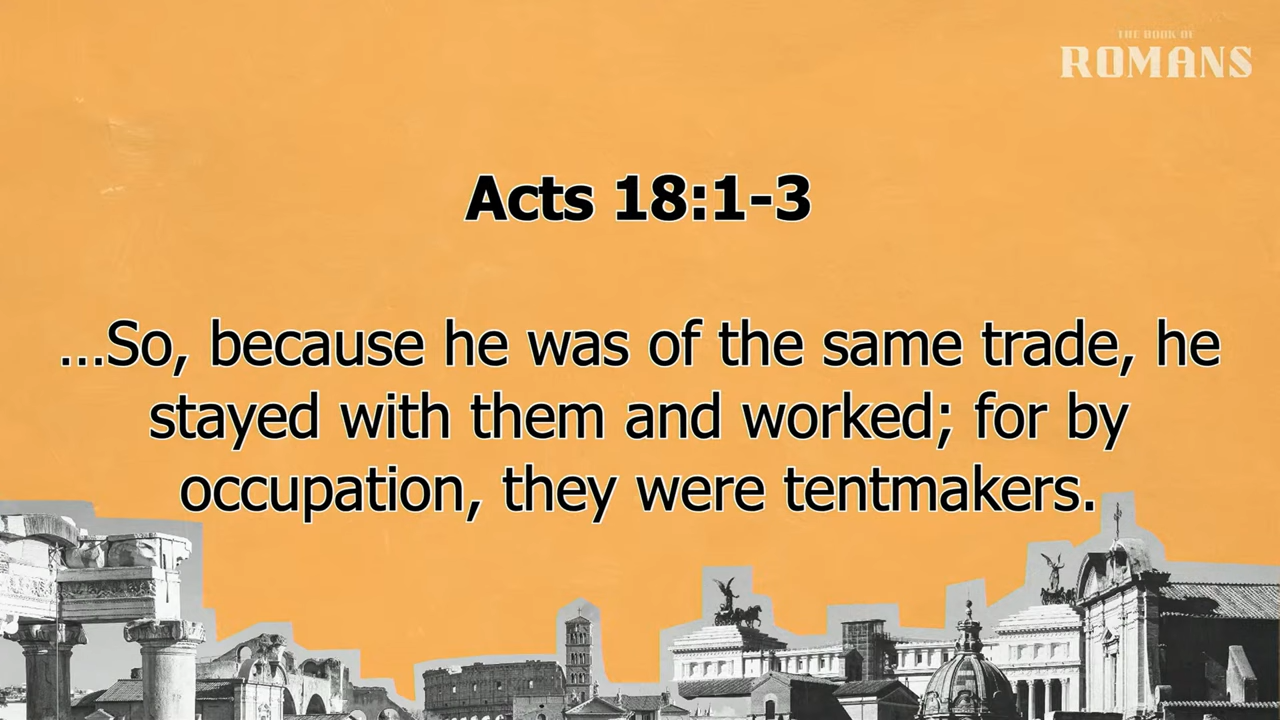 THE BOOK OF
ROMANS
Acts 18:1-3
...So, because he was of the same trade, he
stayed with them and worked; for by
occupation, they were tentmakers.